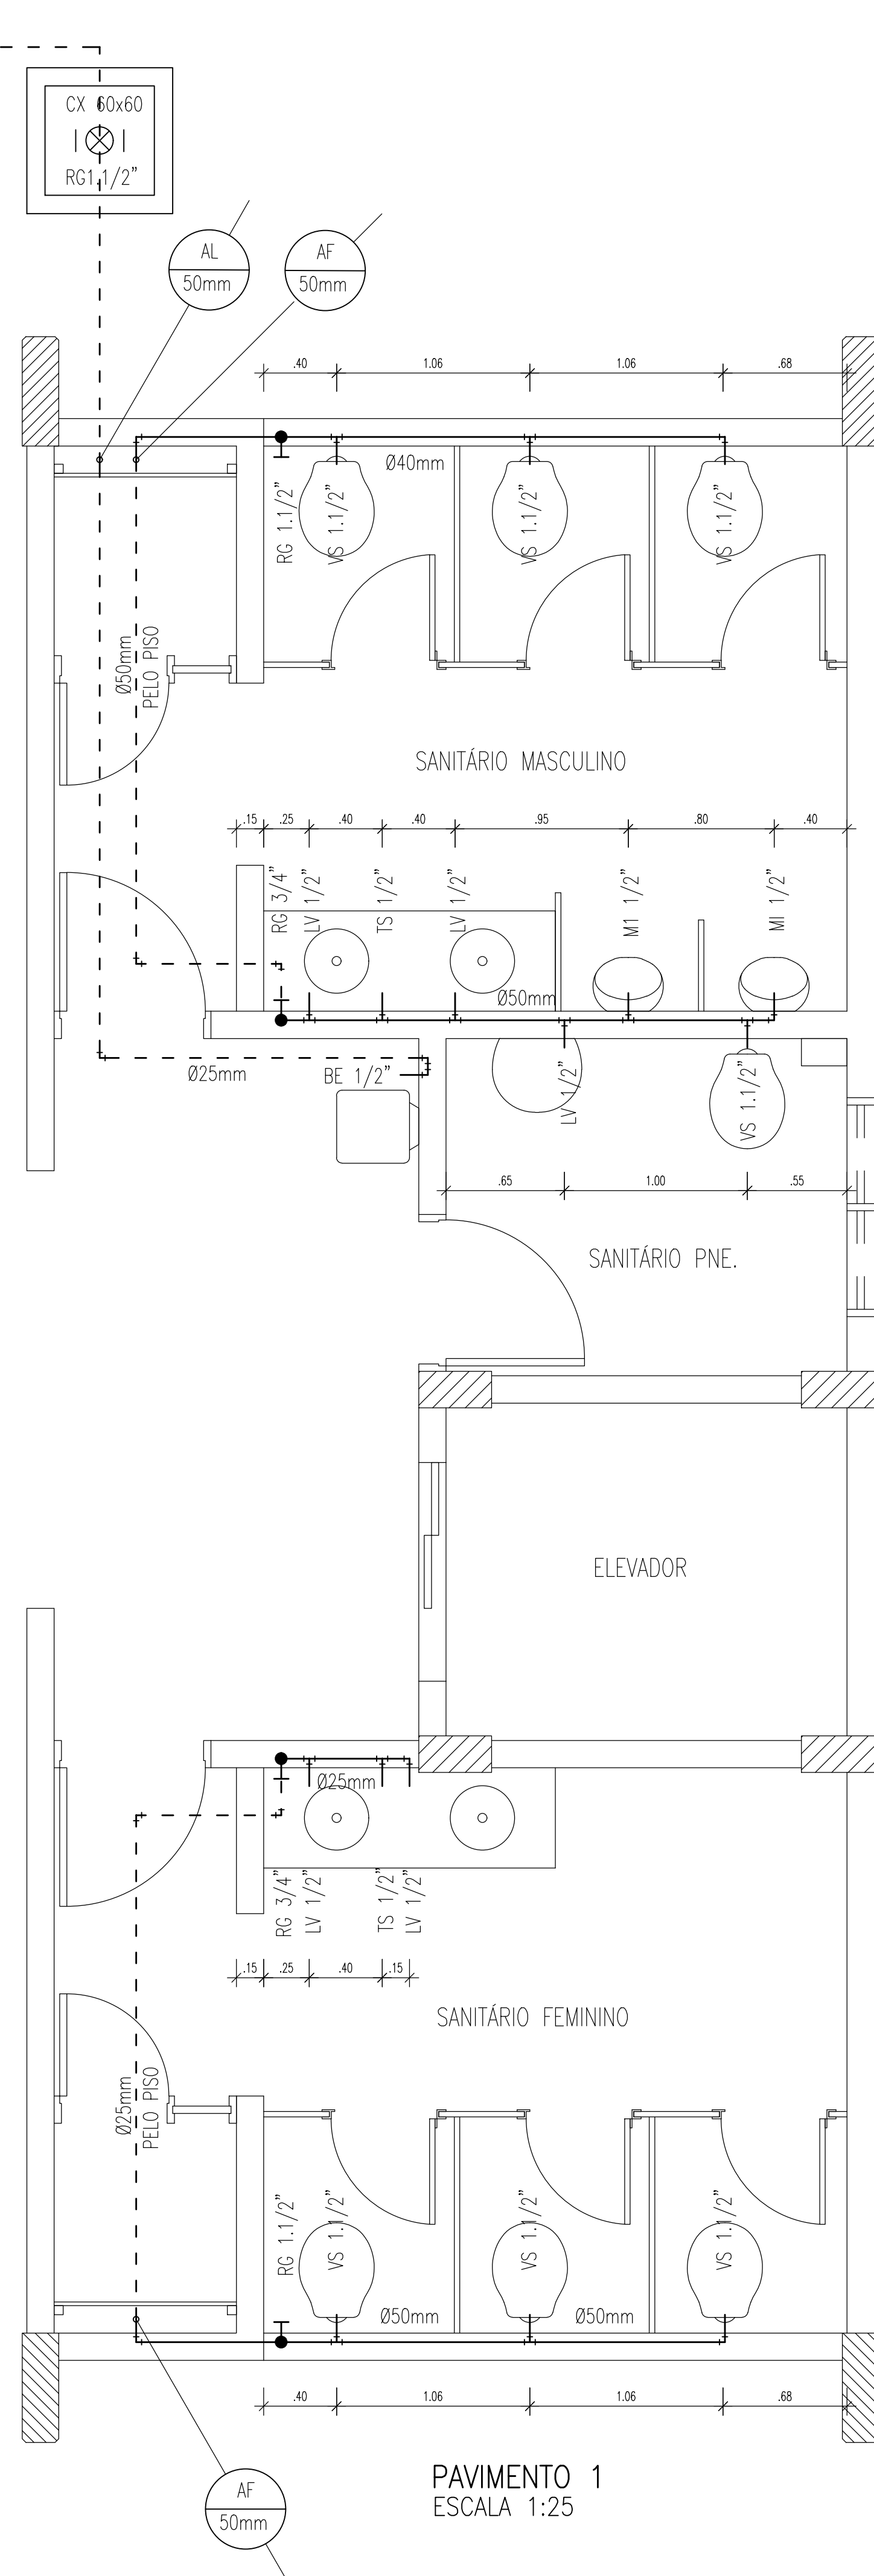 CX 60x60
RG1.1/2"
AL
50mm
AF
50mm
.40
1.06
1.06
.68
Ø40mm
RG 1.1/2"
VS 1.1/2"
VS 1.1/2"
VS 1.1/2"
Ø50mm
PELO PISO
SANITÁRIO MASCULINO
.15
.25
.40
.40
.95
.80
.40
RG 3/4"
LV 1/2"
TS 1/2"
LV 1/2"
M1 1/2"
MI 1/2"
Ø50mm
Ø25mm
BE 1/2"
LV 1/2"
VS 1.1/2"
.65
1.00
.55
SANITÁRIO PNE.
ELEVADOR
Ø25mm
RG 3/4"
LV 1/2"
TS 1/2"
LV 1/2"
.15
.25
.40
.15
SANITÁRIO FEMININO
Ø25mm
PELO PISO
RG 1.1/2"
VS 1.1/2"
VS 1.1/2"
VS 1.1/2"
Ø50mm
Ø50mm
.40
1.06
1.06
.68
AF
50mm
PAVIMENTO 1
ESCALA 1:25